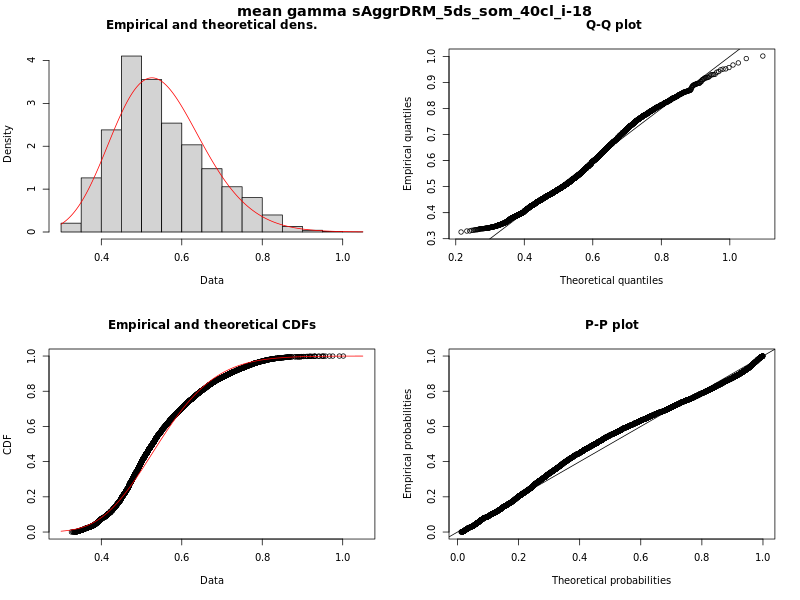 mean gamma sAggrDRM_5ds_som_40cl_i-18
Empirical and theoretical dens.
Density
0 1 2 3 4
0.4 0.6 0.8 1.0
Data
Q-Q plot
Empirical quantiles
0.3 0.4 0.5 0.6 0.7 0.8 0.9 1.0
0.2 0.4 0.6 0.8 1.0
Theoretical quantiles
Empirical and theoretical CDFs
CDF
0.0 0.2 0.4 0.6 0.8 1.0
0.4 0.6 0.8 1.0
Data
P-P plot
Empirical probabilities
0.0 0.2 0.4 0.6 0.8 1.0
0.0 0.2 0.4 0.6 0.8 1.0
Theoretical probabilities